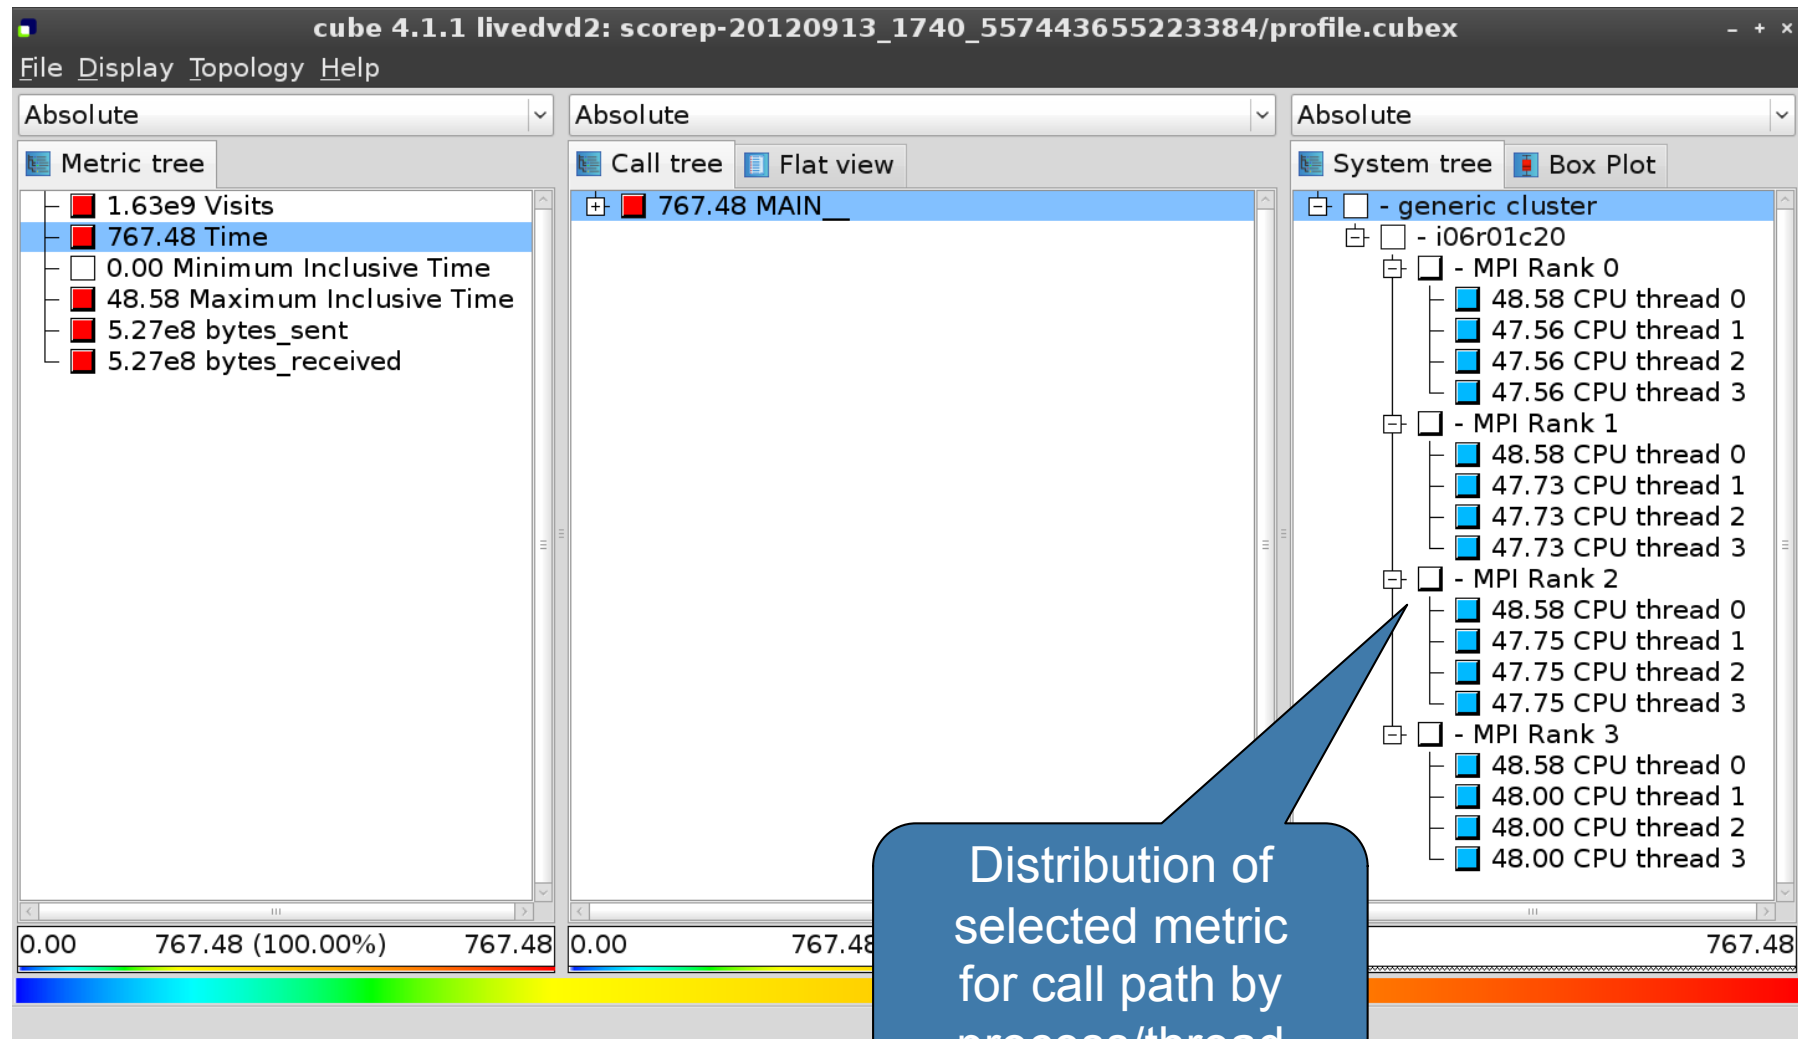 cube 4.1.1 livedvd2: scorep-20120913_1740_557443655223384/profile.cubex
File Display Topology Help
Absolute
Absolute
Absolute
Metric tree
Call tree
Flat view
System tree
Box Plot
1.63e9 Visits
767.48 Time
0.00 Minimum Inclusive Time
48.58 Maximum Inclusive Time
5.27e8 bytes_sent
5.27e8 bytes_received
767.48 MAIN__
- generic cluster
- i06r01c20
- MPI Rank 0
48.58 CPU thread 0
47.56 CPU thread 1
47.56 CPU thread 2
47.56 CPU thread 3
- MPI Rank 1
48.58 CPU thread 0
47.73 CPU thread 1
47.73 CPU thread 2
47.73 CPU thread 3
- MPI Rank 2
48.58 CPU thread 0
47.75 CPU thread 1
47.75 CPU thread 2
47.75 CPU thread 3
- MPI Rank 3
48.58 CPU thread 0
48.00 CPU thread 1
48.00 CPU thread 2
48.00 CPU thread 3
Distribution of
selected metric
for call path by
process/thread
0.00 767.48 (100.00%) 767.48
0.00 767.48
767.48